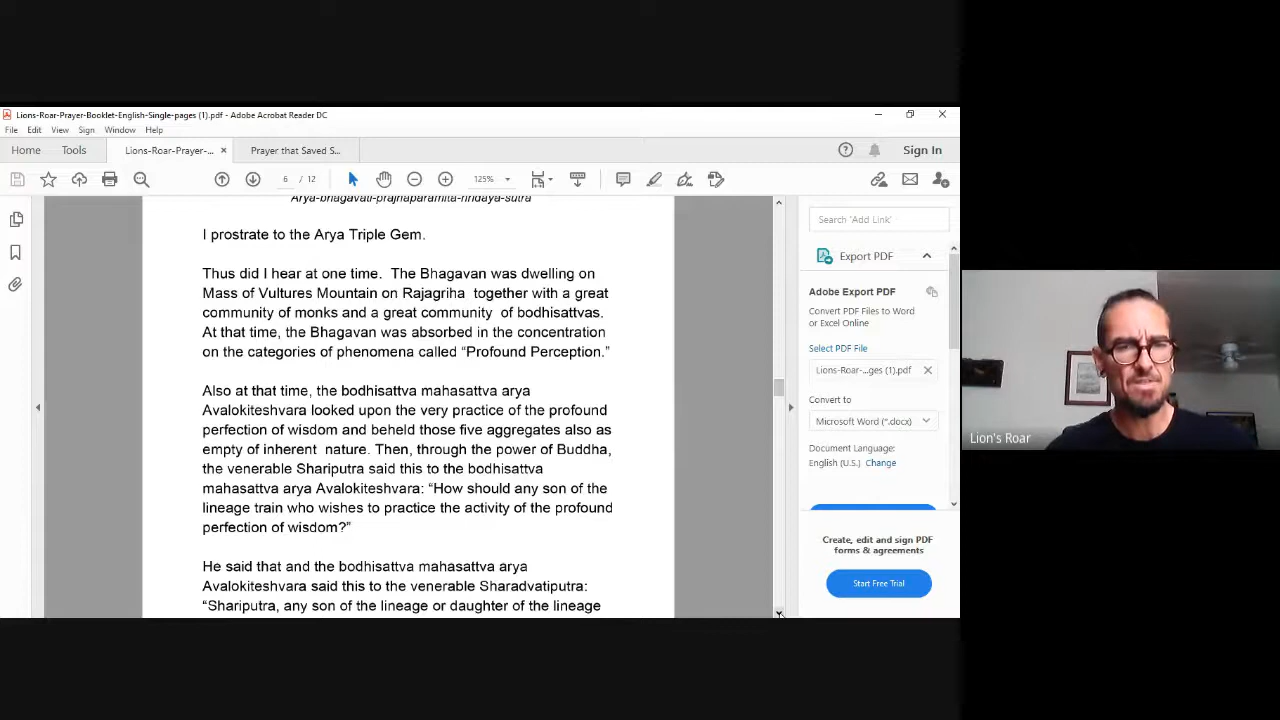 Lions-Roar-Prayer-Booklet-English-Single-pages (1).pdf - Adobe Acrobat Reader DC
File Edit View Sign Window Help
Home Tools Lions-Roar-Prayer-... × Prayer that Saved S... Sign In
6 / 12 125%
Arya-bhagavati-prajnaparamita-hridaya-sutra
I prostrate to the Arya Triple Gem.
Thus did I hear at one time. The Bhagavan was dwelling on
Mass of Vultures Mountain on Rajagriha together with a great
community of monks and a great community of bodhisattvas.
At that time, the Bhagavan was absorbed in the concentration
on the categories of phenomena called “Profound Perception.”
Also at that time, the bodhisattva mahasattva arya
Avalokiteshvara looked upon the very practice of the profound
perfection of wisdom and beheld those five aggregates also as
empty of inherent nature. Then, through the power of Buddha,
the venerable Shariputra said this to the bodhisattva
mahasattva arya Avalokiteshvara: “How should any son of the
lineage train who wishes to practice the activity of the profound
perfection of wisdom?”
He said that and the bodhisattva mahasattva arya
Avalokiteshvara said this to the venerable Sharadvatiputra:
“Shariputra, any son of the lineage or daughter of the lineage
Search 'Add Link'
Export PDF
Adobe Export PDF
Convert PDF Files to Word
or Excel Online
Select PDF File
Lions-Roar-...ges (1).pdf ×
Convert to
Microsoft Word (*.docx)
Document Language:
English (U.S.) Change
Create, edit and sign PDF
forms & agreements
Start Free Trial
Lion's Roar